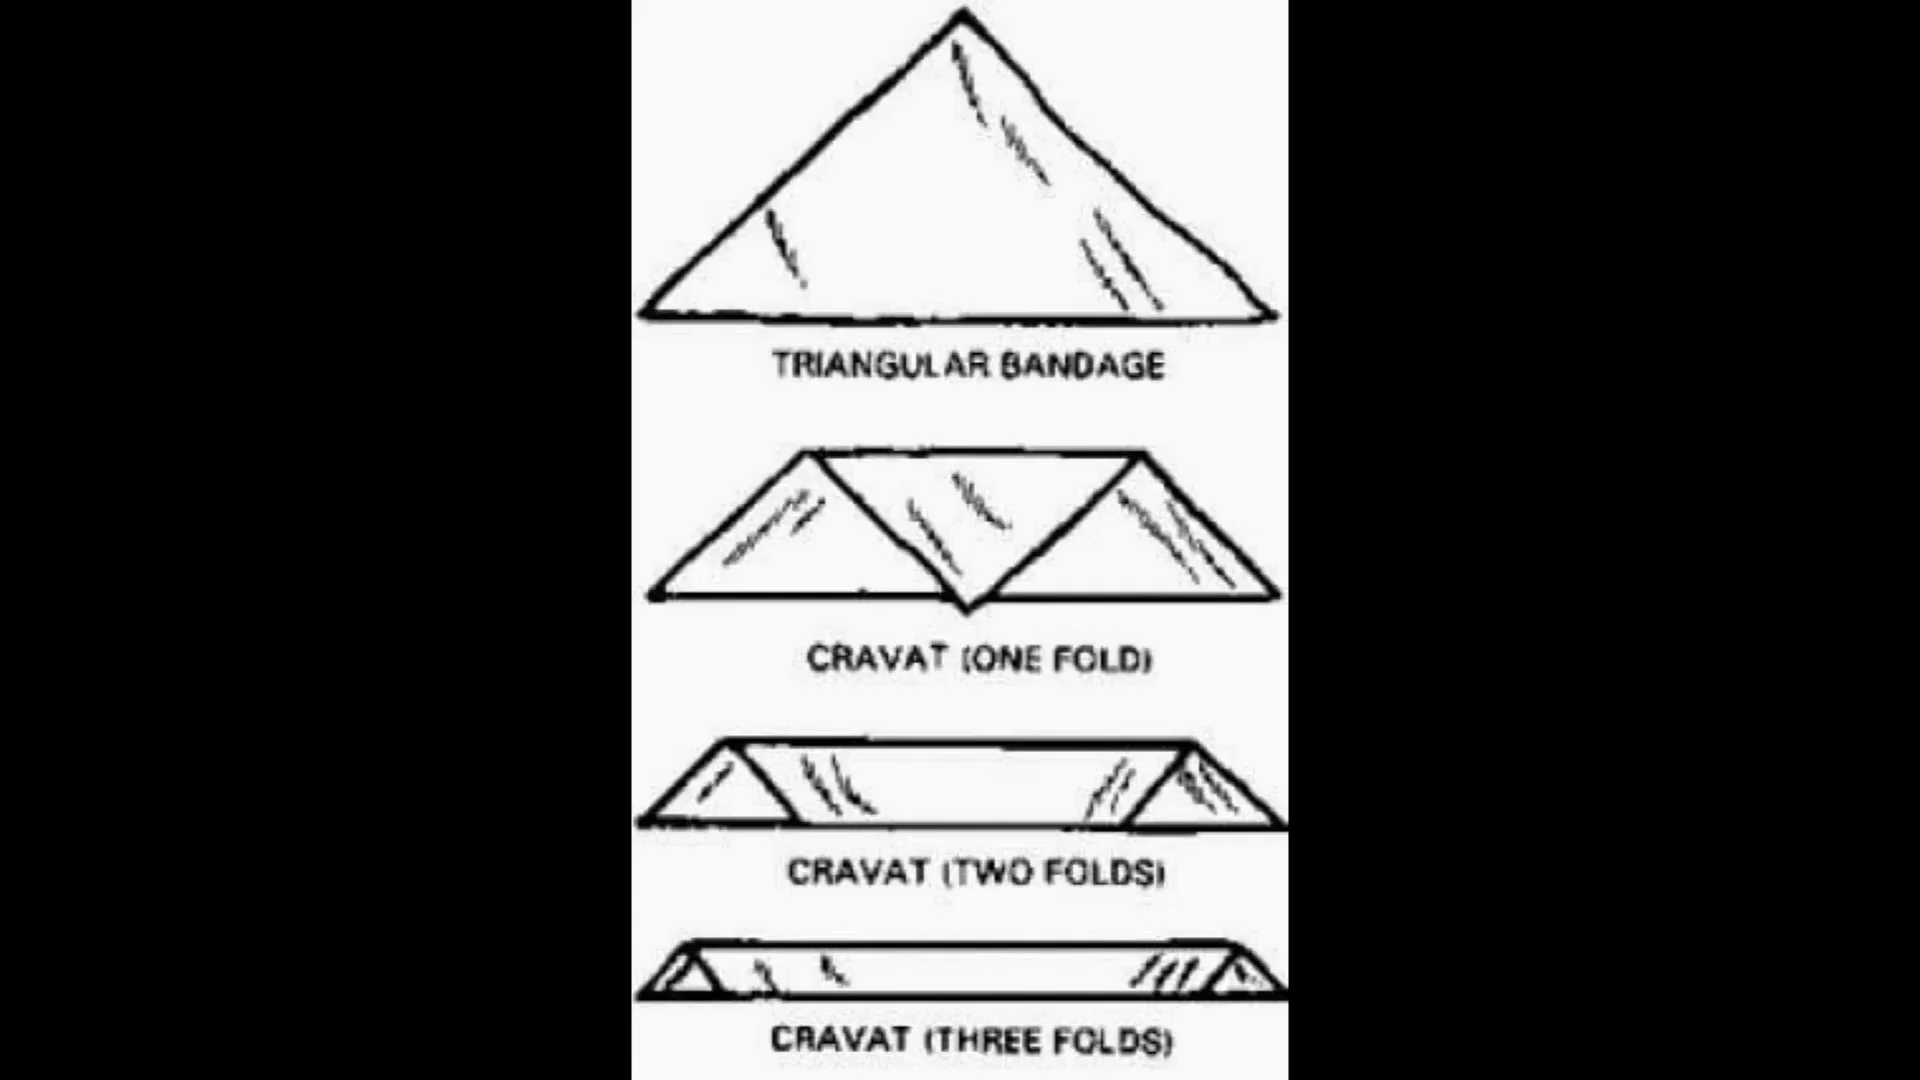 TRIANGULAR BANDAGE
CRAVAT (ONE FOLD)
CRAVAT (TWO FOLDS)
CRAVAT (THREE FOLDS)